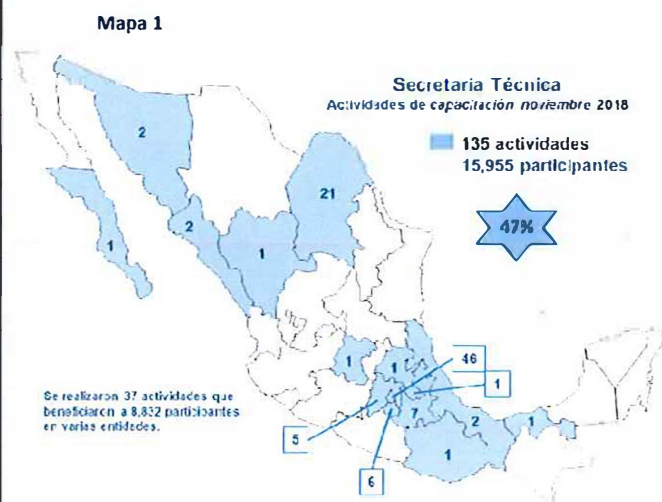 Mapa 1
Secretaría Técnica
Actividades de capacitación noviembre 2018
135 actividades
15,955 participantes
47%
2
21
2
1
1
1
1
46
1
Se realizaron 37 actividades que
beneficiaron a 8,832 participantes
en varias entidades.
5
7
2
1
1
6